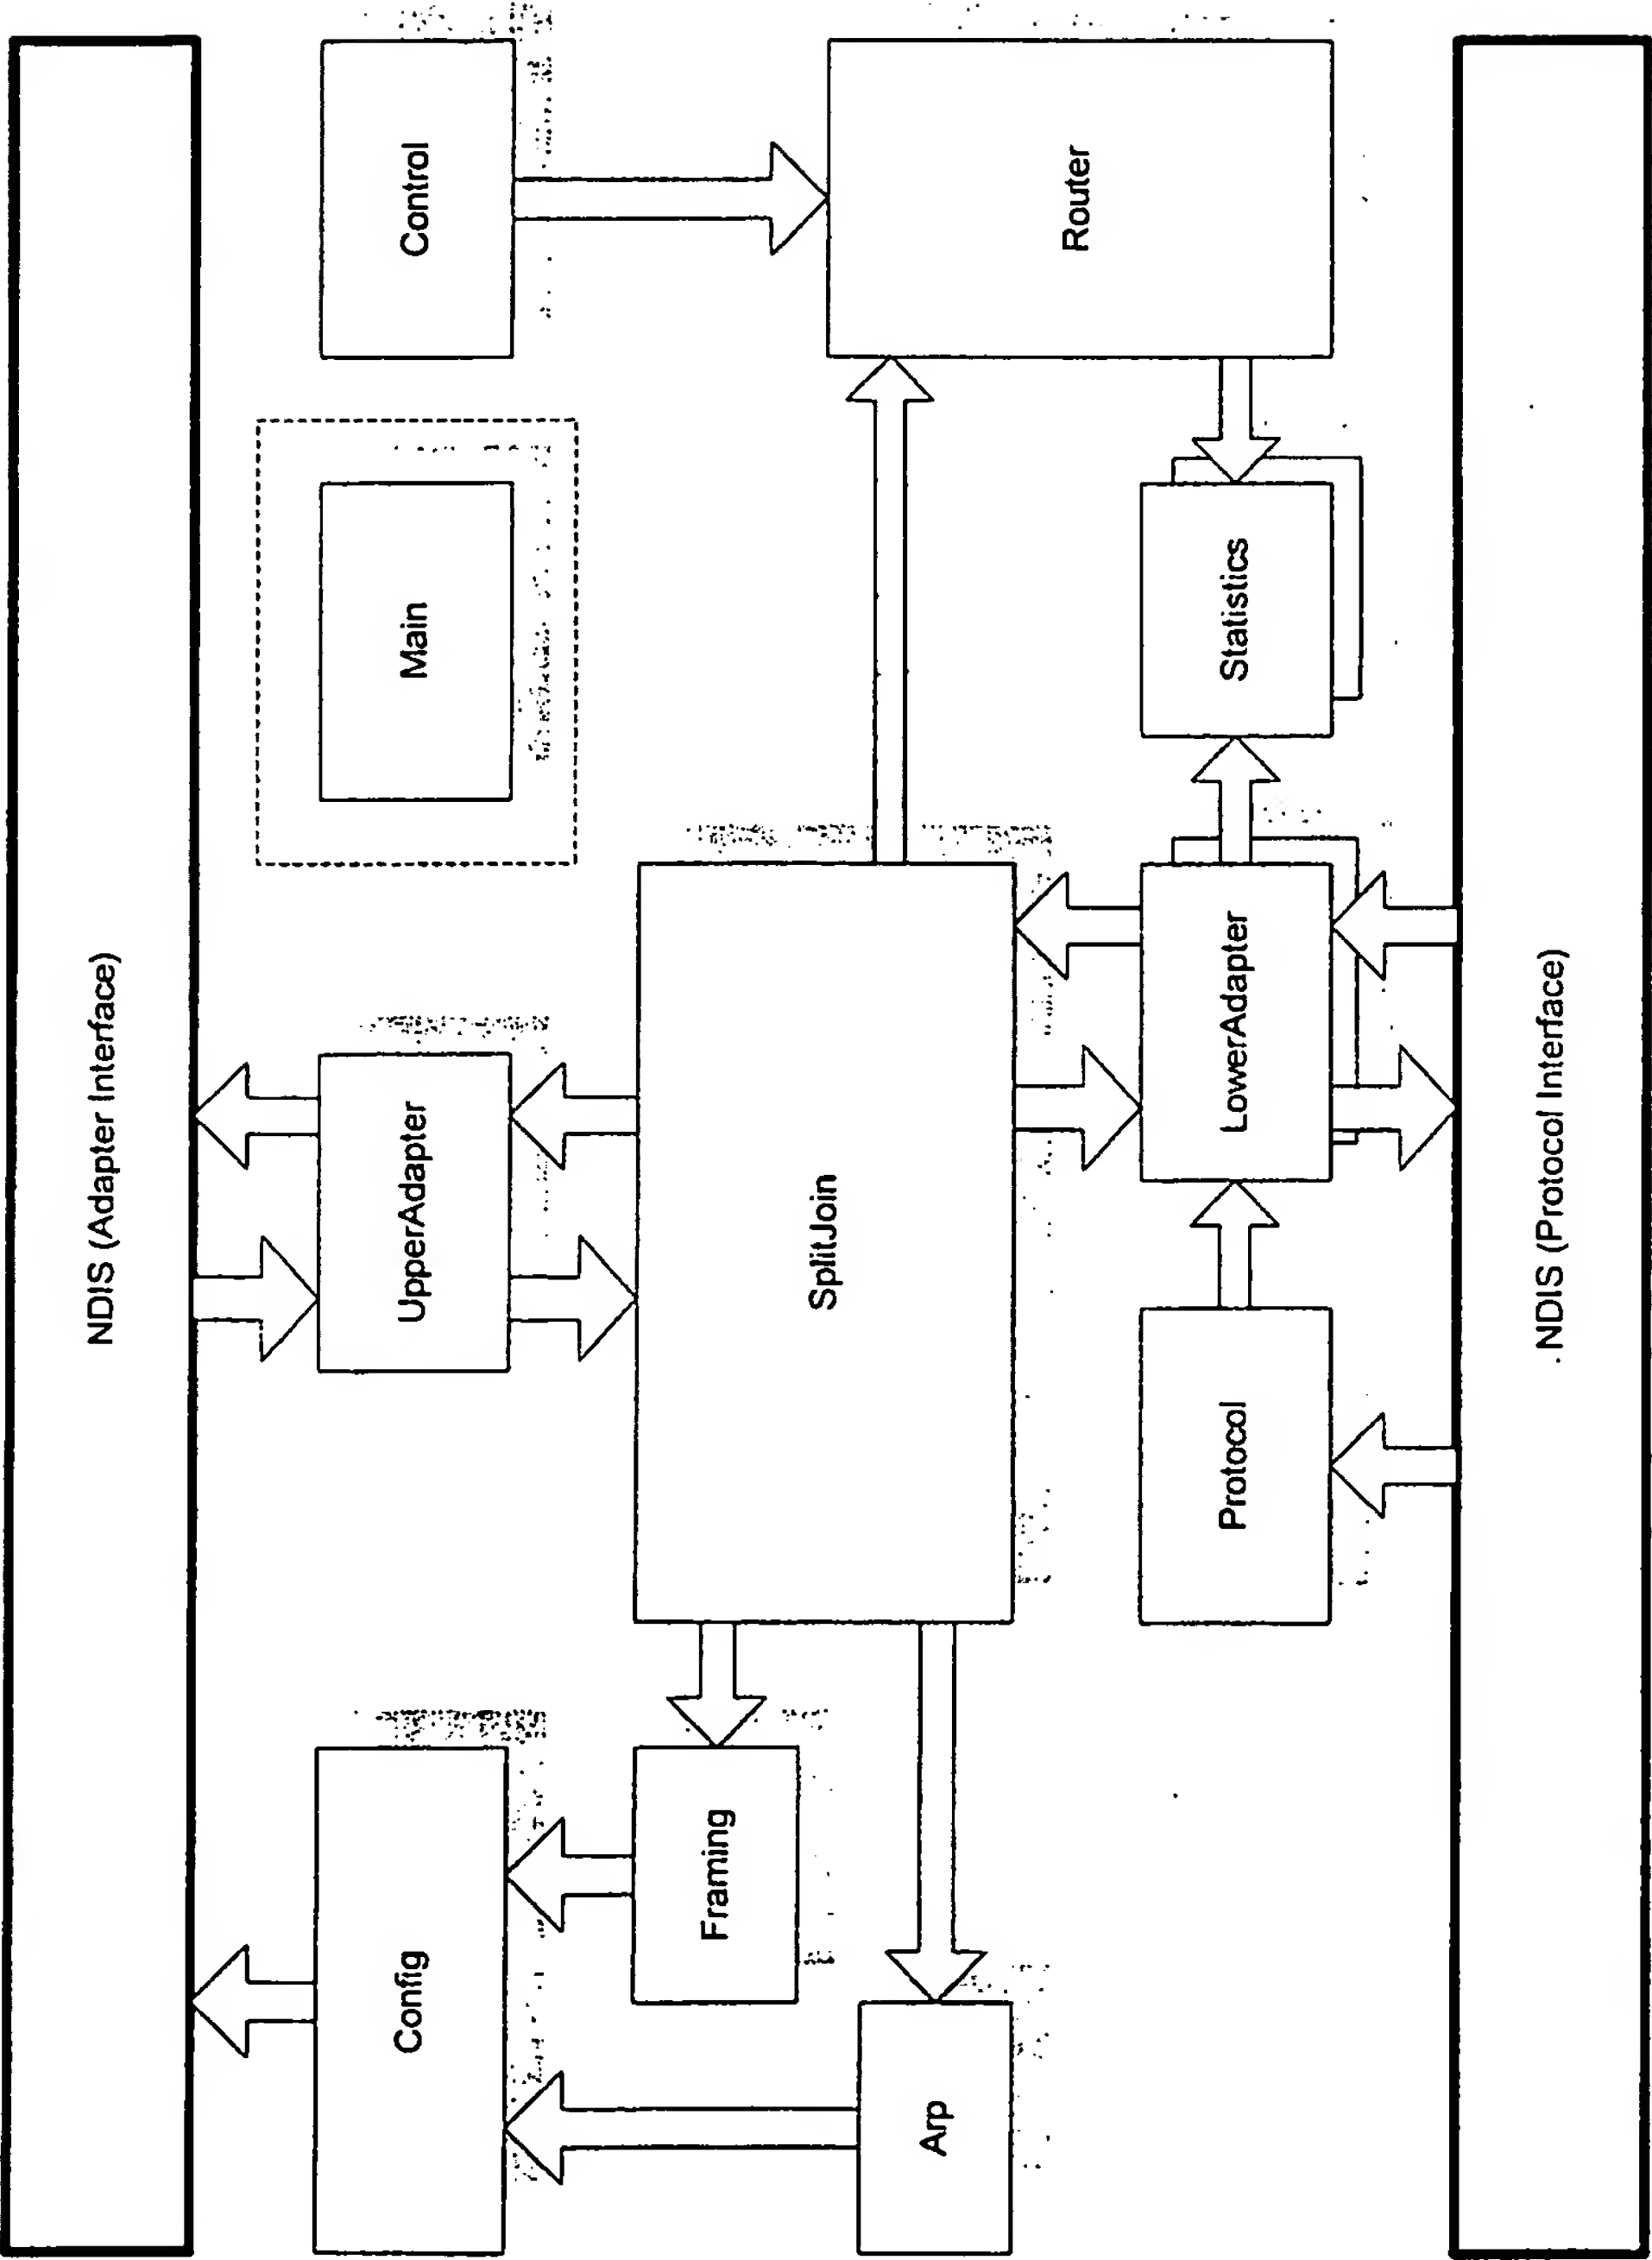 NDIS (Adapter Interface)
Config
UpperAdapter
Main
Control
Framing
SplitJoin
Arp
Router
Protocol
LowerAdapter
Statistics
NDIS (Protocol Interface)